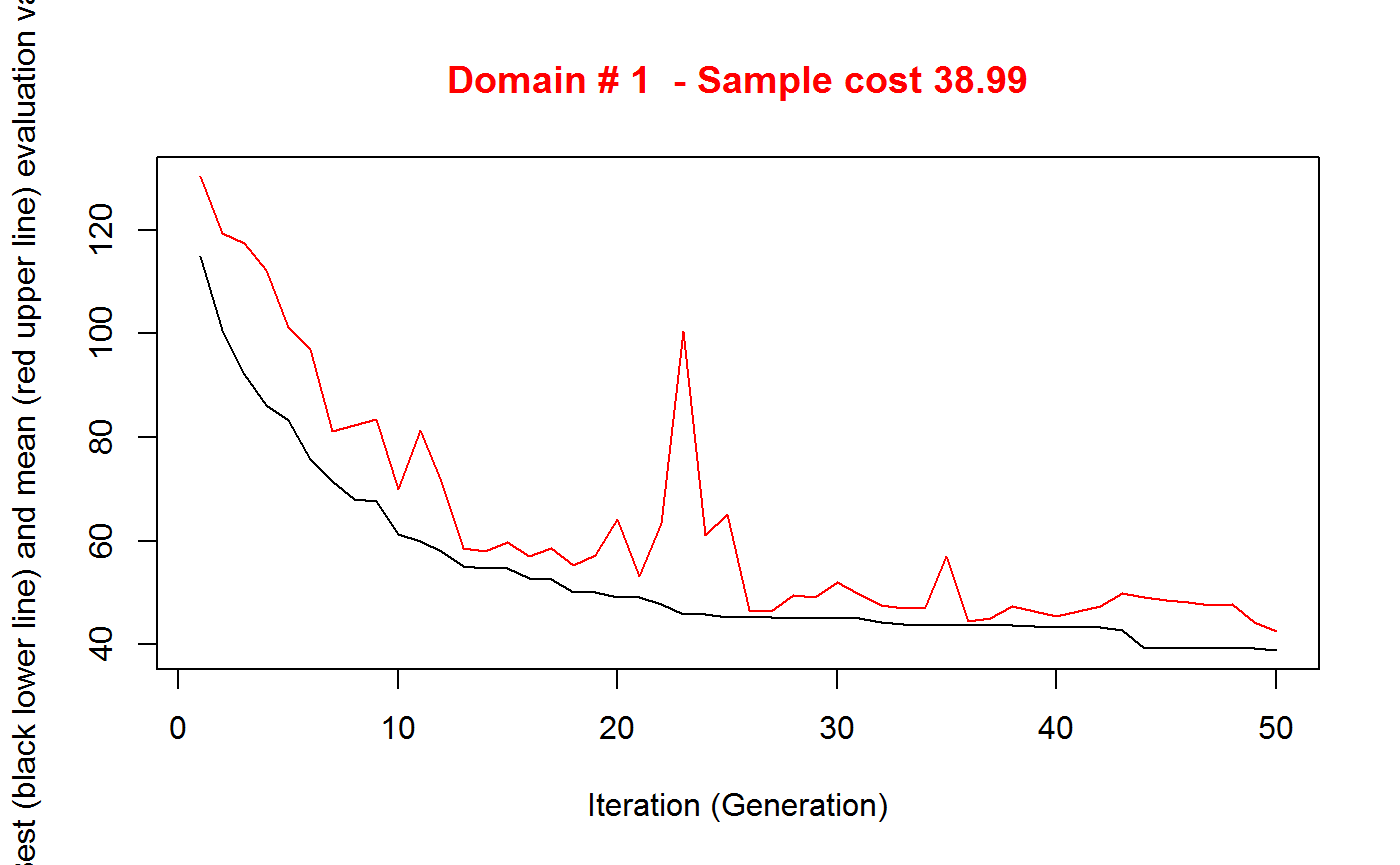 Domain # 1 - Sample cost 38.99
(black lower line) and mean (red upper line) evaluation
120
100
80
60
40
0 10 20 30 40 50
Iteration (Generation)